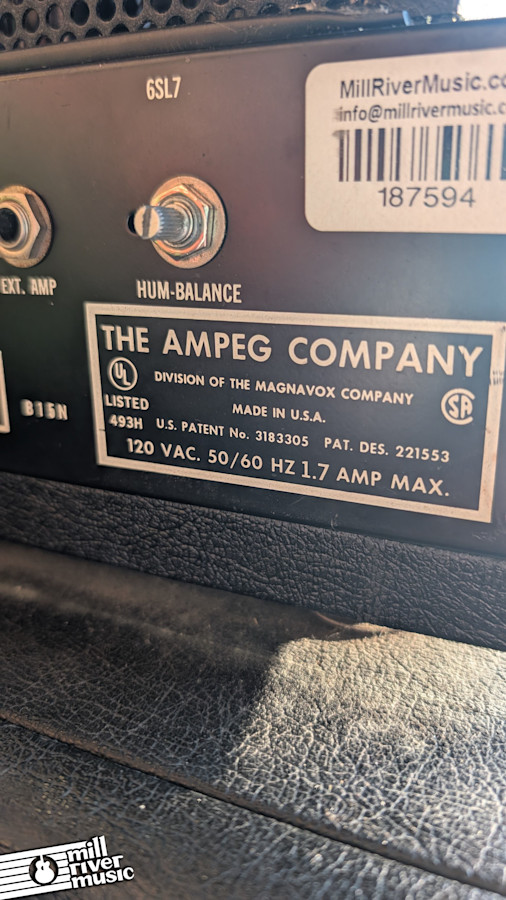 6SL7
MillRiverMusic.co
info@millrivermusic.c
187594
EXT. AMP
HUM-BALANCE
THE AMPEG COMPANY
UL
DIVISION OF THE MAGNAVOX COMPANY
LISTED
MADE IN U.S.A.
SA
493H
U.S. PATENT No. 3183305 PAT. DES. 221553
120 VAC. 50/60 HZ 1.7 AMP MAX.
B15N
mill
river
music